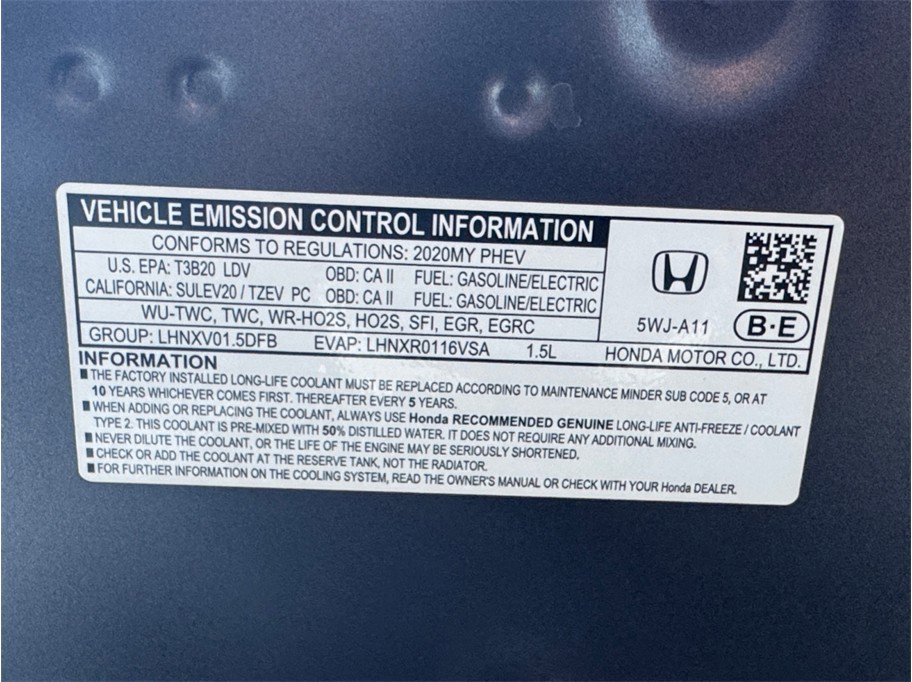 VEHICLE EMISSION CONTROL INFORMATION
CONFORMS TO REGULATIONS: 2020MY PHEV
U.S. EPA: T3B20 LDV OBD: CA II FUEL: GASOLINE/ELECTRIC
CALIFORNIA: SULEV20 / TZEV PC OBD: CA II FUEL: GASOLINE/ELECTRIC
WU-TWC, TWC, WR-HO2S, HO2S, SFI, EGR, EGRC
5WJ-A11 B·E
GROUP: LHNXV01.5DFB EVAP: LHNXR0116VSA 1.5L HONDA MOTOR CO., LTD.
INFORMATION
■ THE FACTORY INSTALLED LONG-LIFE COOLANT MUST BE REPLACED ACCORDING TO MAINTENANCE MINDER SUB CODE 5, OR AT
10 YEARS WHICHEVER COMES FIRST. THEREAFTER EVERY 5 YEARS.
■ WHEN ADDING OR REPLACING THE COOLANT, ALWAYS USE Honda RECOMMENDED GENUINE LONG-LIFE ANTI-FREEZE / COOLANT
TYPE 2. THIS COOLANT IS PRE-MIXED WITH 50% DISTILLED WATER. IT DOES NOT REQUIRE ANY ADDITIONAL MIXING.
■ NEVER DILUTE THE COOLANT, OR THE LIFE OF THE ENGINE MAY BE SERIOUSLY SHORTENED.
■ CHECK OR ADD THE COOLANT AT THE RESERVE TANK, NOT THE RADIATOR.
■ FOR FURTHER INFORMATION ON THE COOLING SYSTEM, READ THE OWNER'S MANUAL OR CHECK WITH YOUR Honda DEALER.